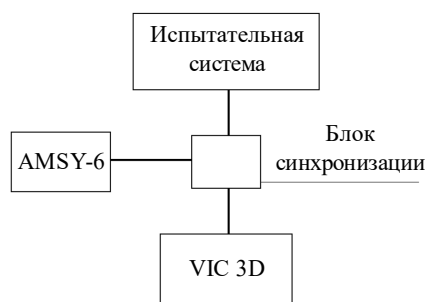 Испытательная
система
AMSY-6
Блок
синхронизации
VIC 3D